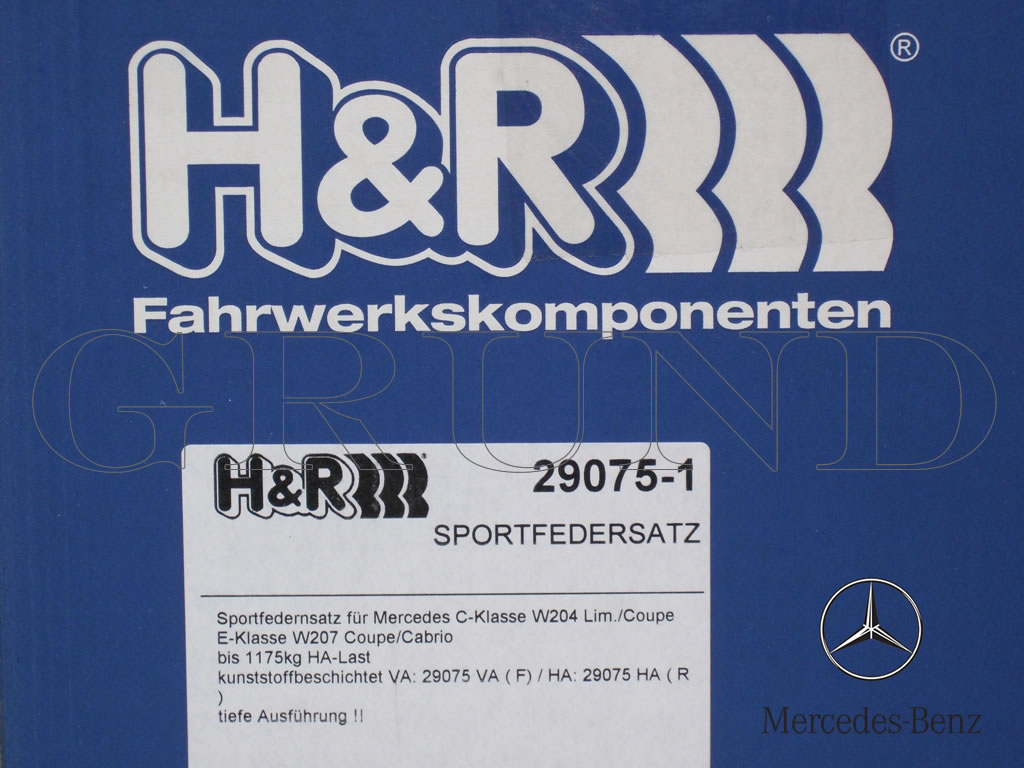 H&R ®
Fahrwerkskomponenten
GRUND
H&R® 29075-1
SPORTFEDERSATZ
Sportfedernsatz für Mercedes C-Klasse W204 Lim./Coupe
E-Klasse W207 Coupe/Cabrio
bis 1175kg HA-Last
kunststoffbeschichtet VA: 29075 VA ( F) / HA: 29075 HA ( R
)
tiefe Ausführung !!
Mercedes-Benz